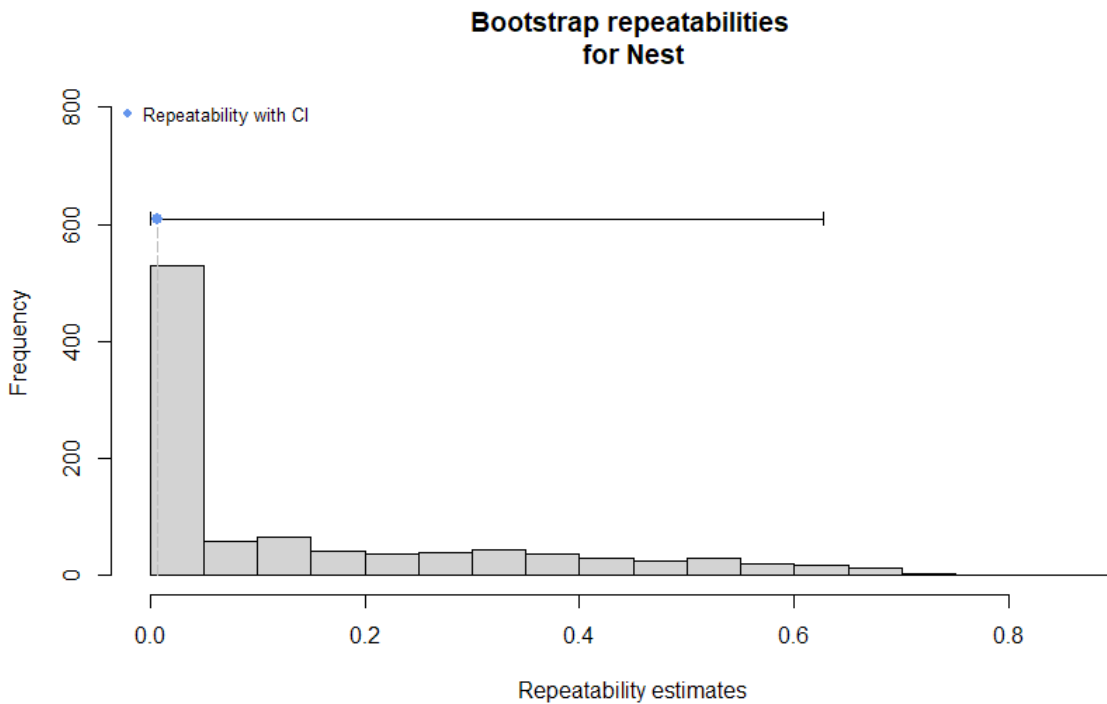 Bootstrap repeatabilities
for Nest
Repeatability with CI
Frequency
800
600
400
200
0
0.0 0.2 0.4 0.6 0.8
Repeatability estimates